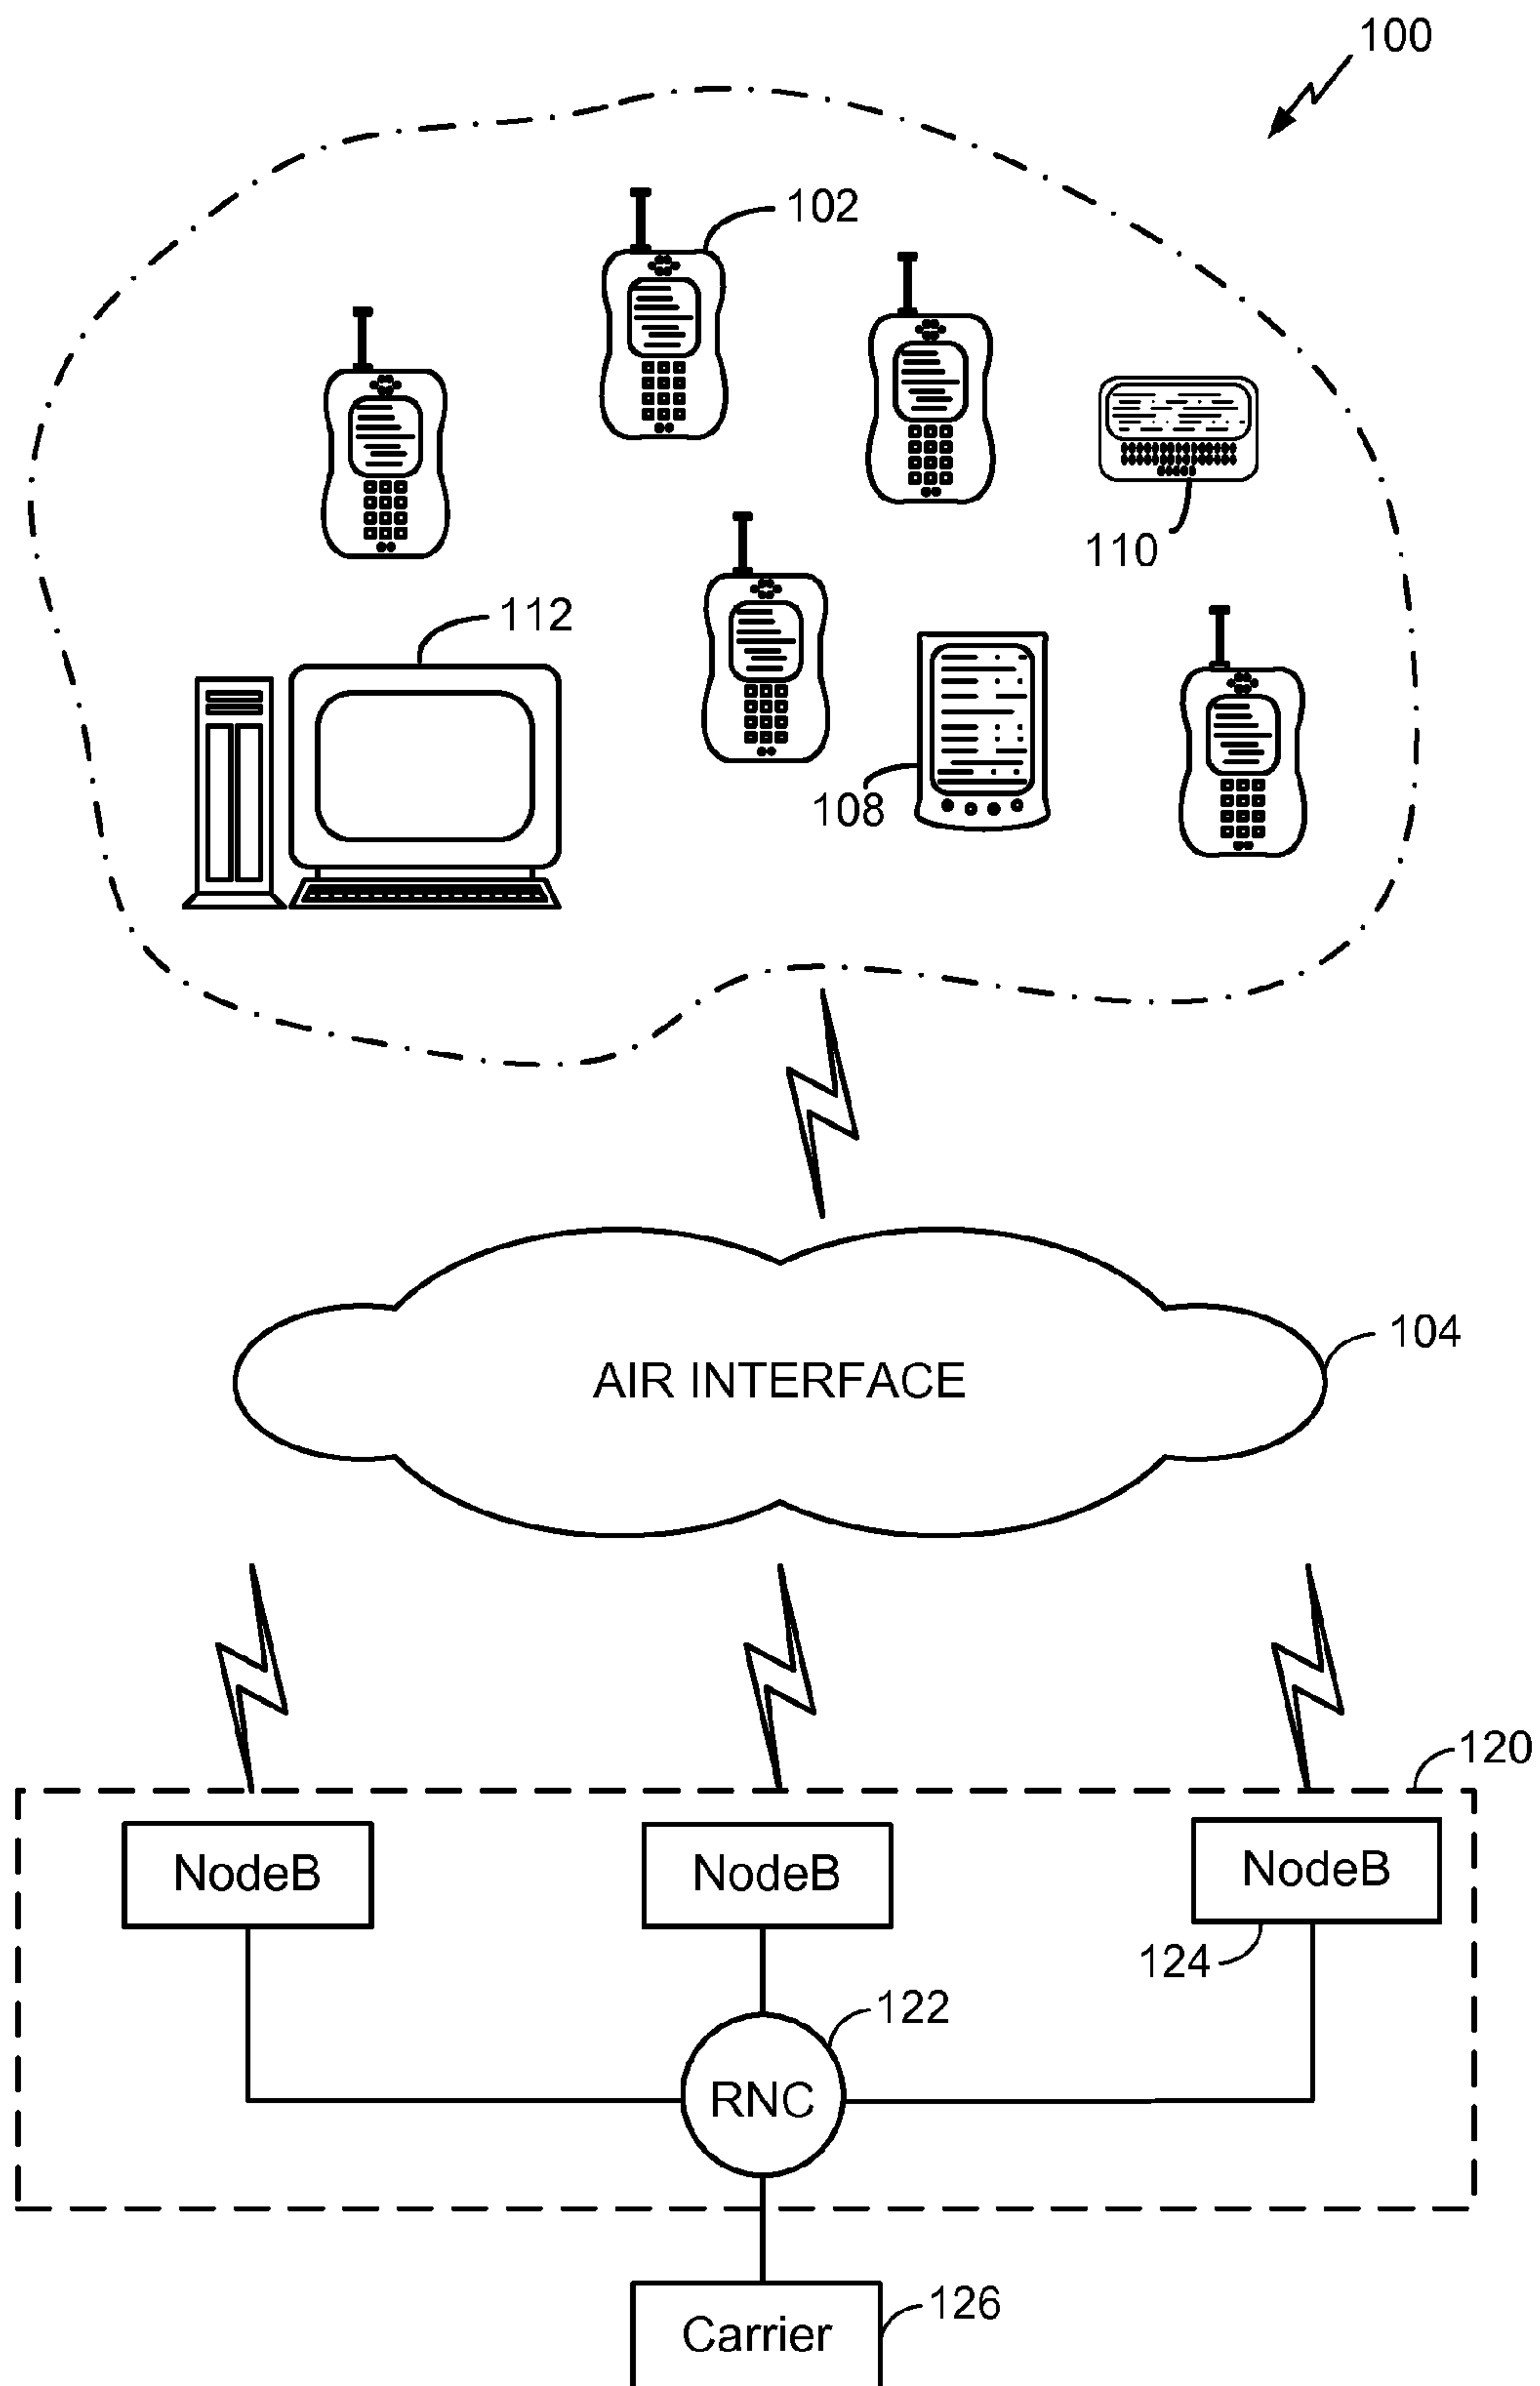 100
102
110
112
108
104
AIR INTERFACE
120
NodeB
NodeB
NodeB
124
122
RNC
126
Carrier